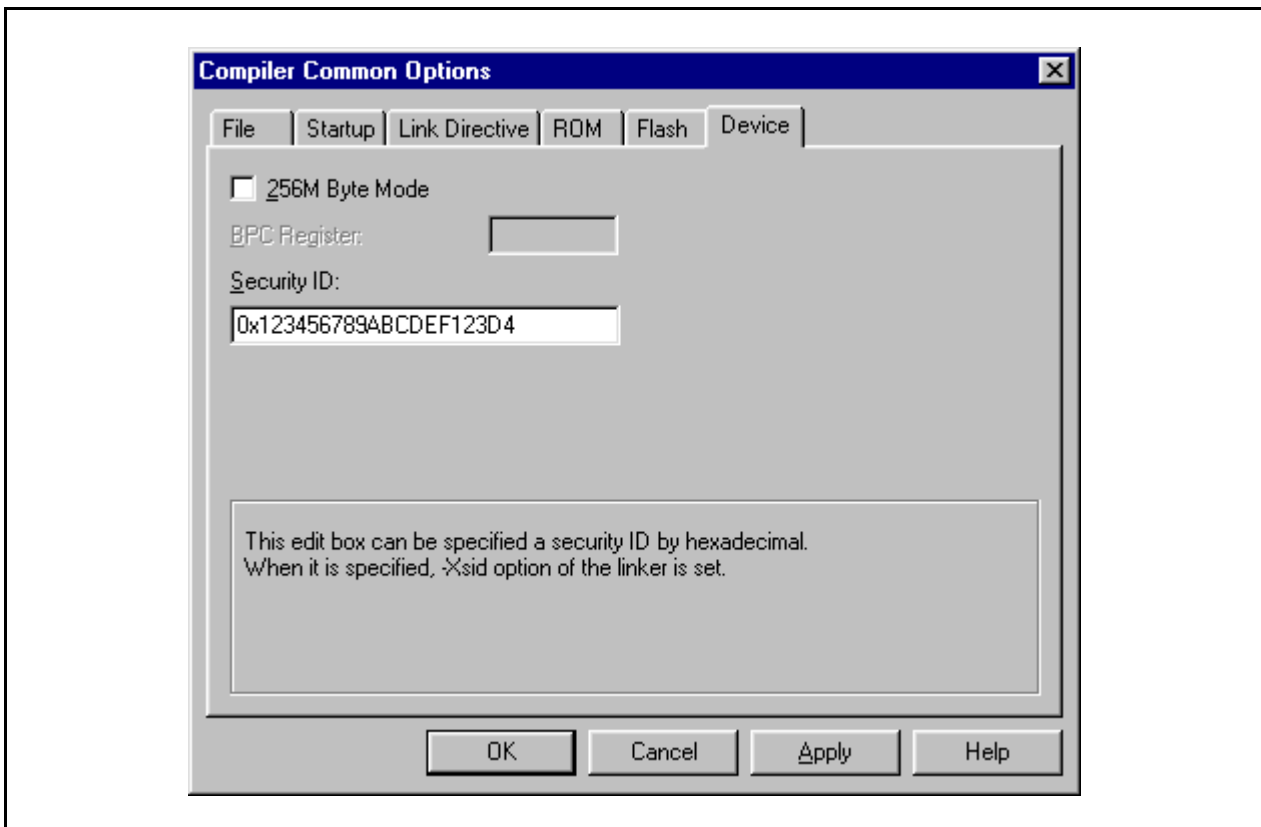 Compiler Common Options
File Startup Link Directive ROM Flash Device
256M Byte Mode
BPC Register:
Security ID:
0x123456789ABCDEF123D4
This edit box can be specified a security ID by hexadecimal.
When it is specified, -Xsid option of the linker is set.
OK Cancel Apply Help